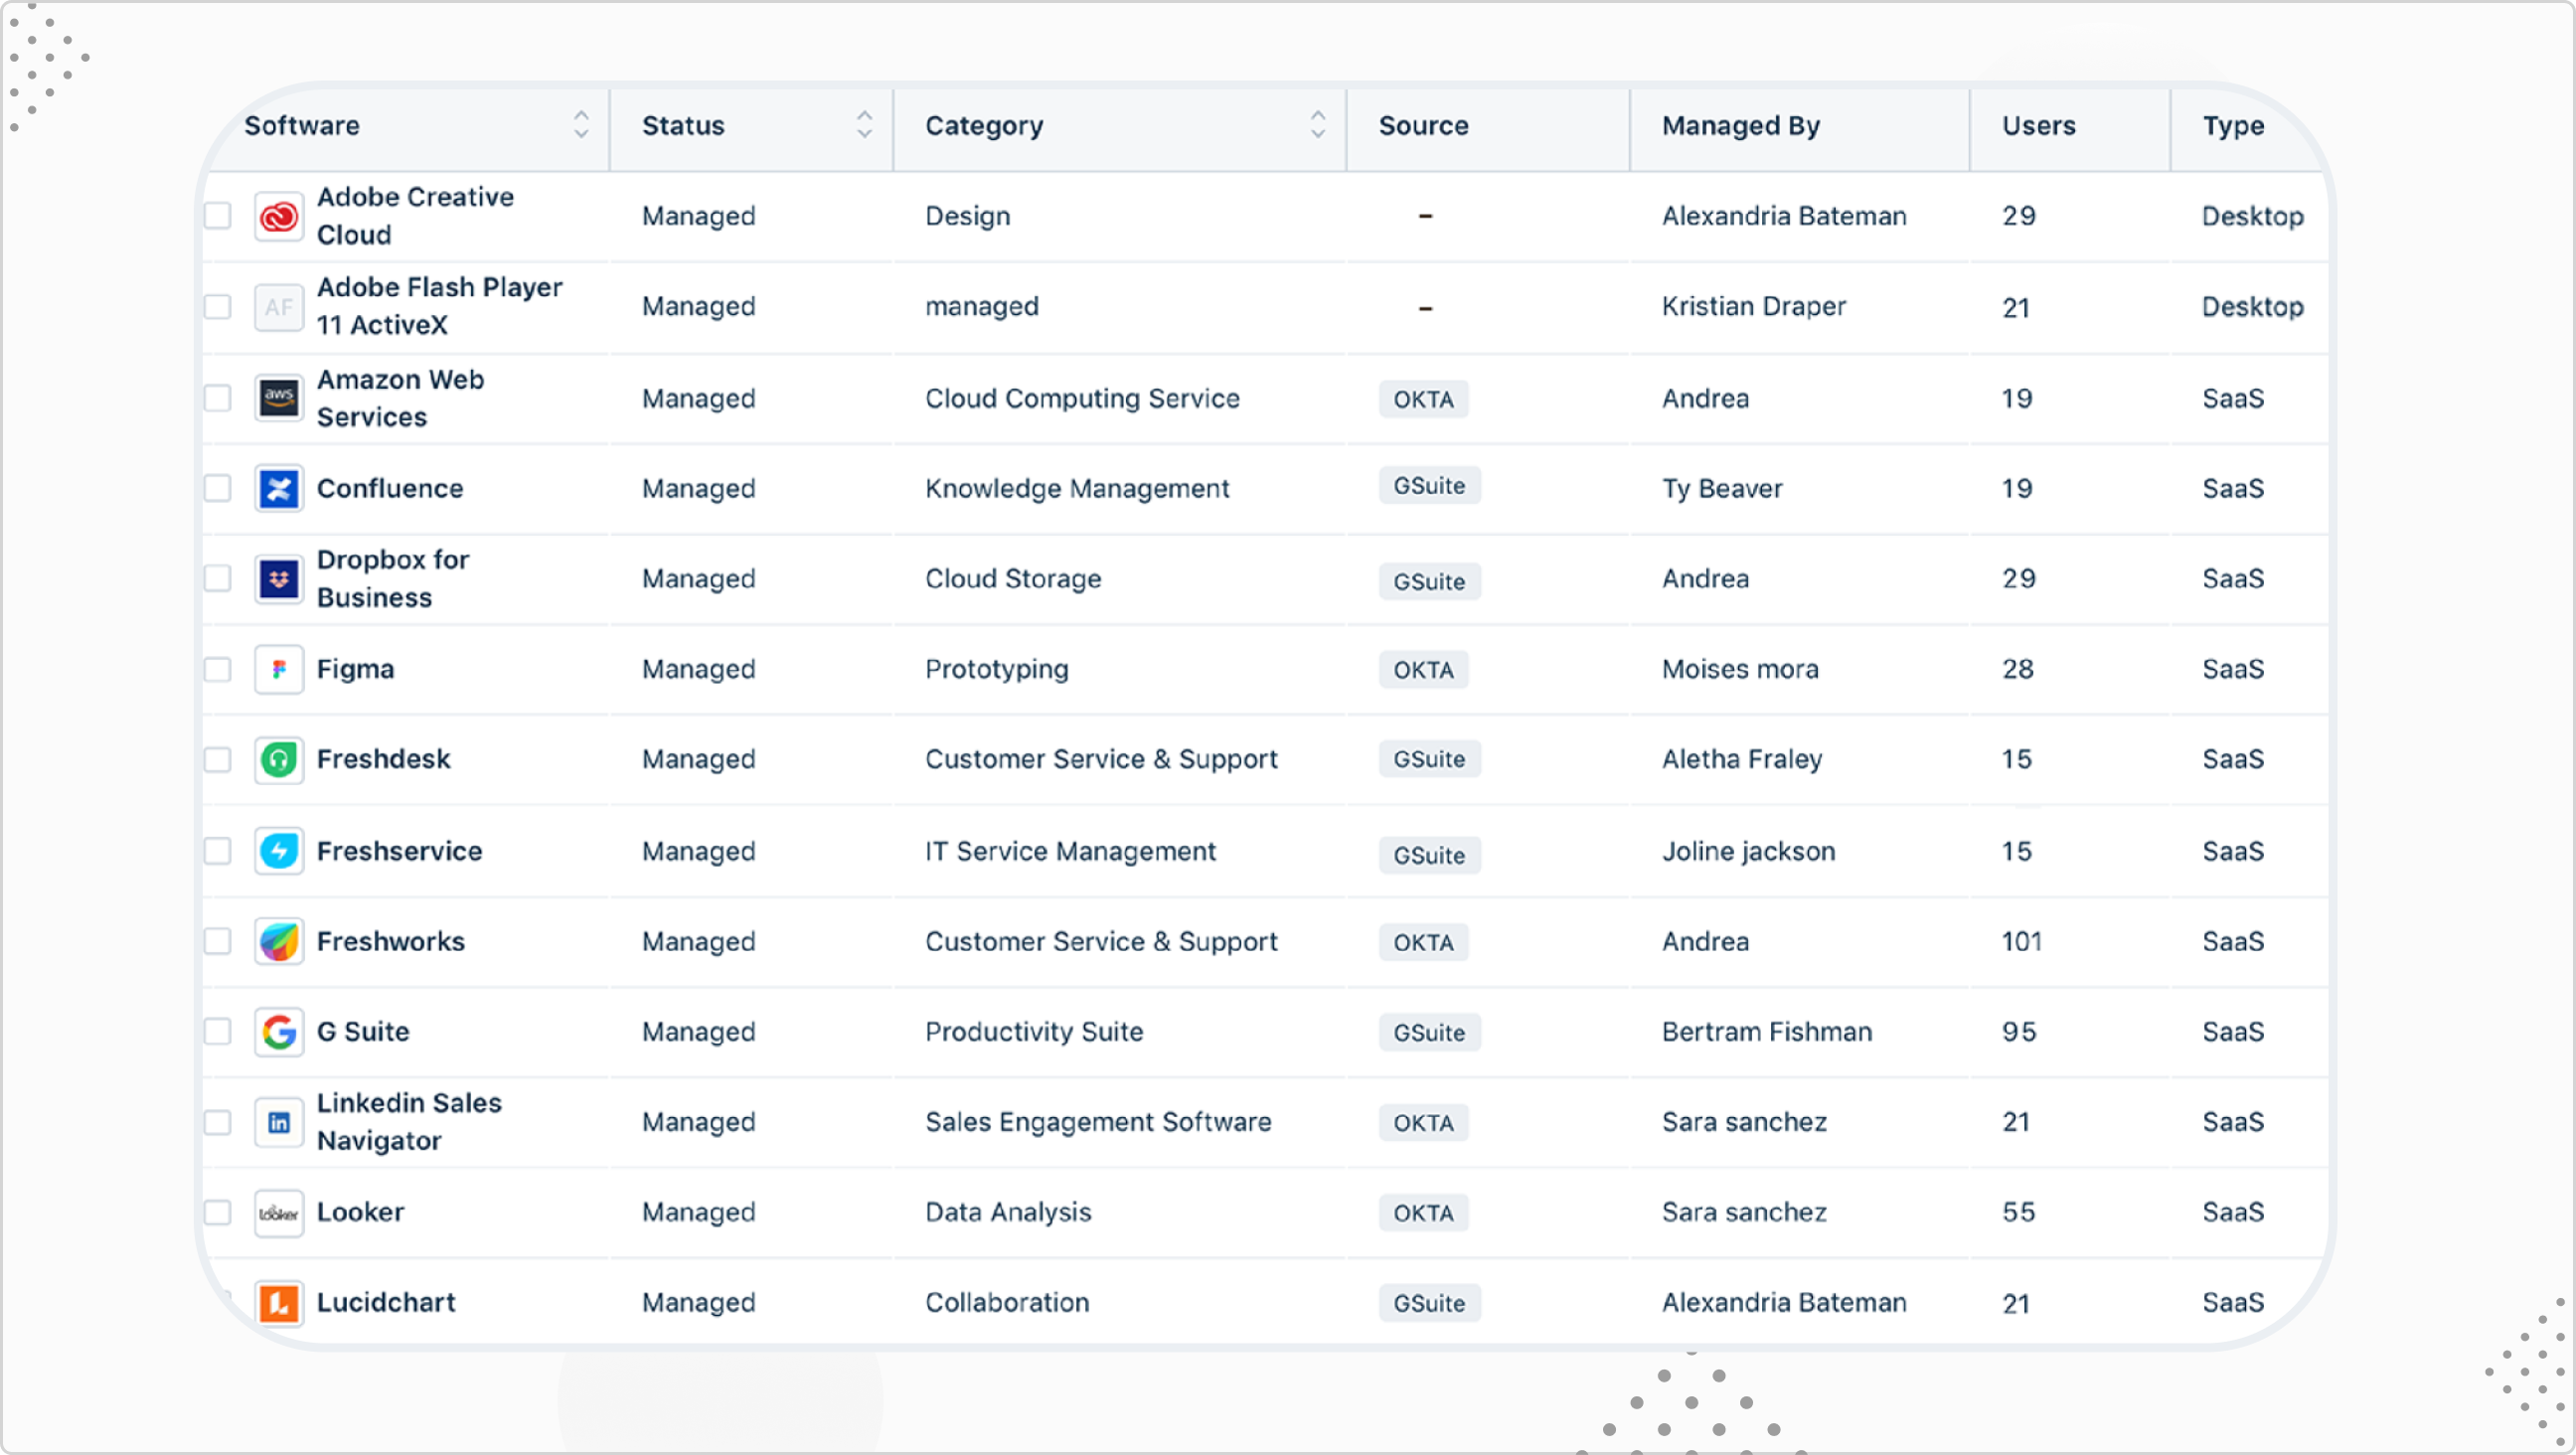 Software Status Category Source Managed By Users Type
Adobe Creative
Cloud
Managed Design – Alexandria Bateman 29 Desktop
AF
Adobe Flash Player
11 ActiveX
Managed managed – Kristian Draper 21 Desktop
aws
Amazon Web
Services
Managed Cloud Computing Service OKTA Andrea 19 SaaS
Confluence Managed Knowledge Management GSuite Ty Beaver 19 SaaS
Dropbox for
Business
Managed Cloud Storage GSuite Andrea 29 SaaS
Figma Managed Prototyping OKTA Moises mora 28 SaaS
Freshdesk Managed Customer Service & Support GSuite Aletha Fraley 15 SaaS
Freshservice Managed IT Service Management GSuite Joline jackson 15 SaaS
Freshworks Managed Customer Service & Support OKTA Andrea 101 SaaS
G Suite Managed Productivity Suite GSuite Bertram Fishman 95 SaaS
in
Linkedin Sales
Navigator
Managed Sales Engagement Software OKTA Sara sanchez 21 SaaS
looker Looker Managed Data Analysis OKTA Sara sanchez 55 SaaS
Lucidchart Managed Collaboration GSuite Alexandria Bateman 21 SaaS